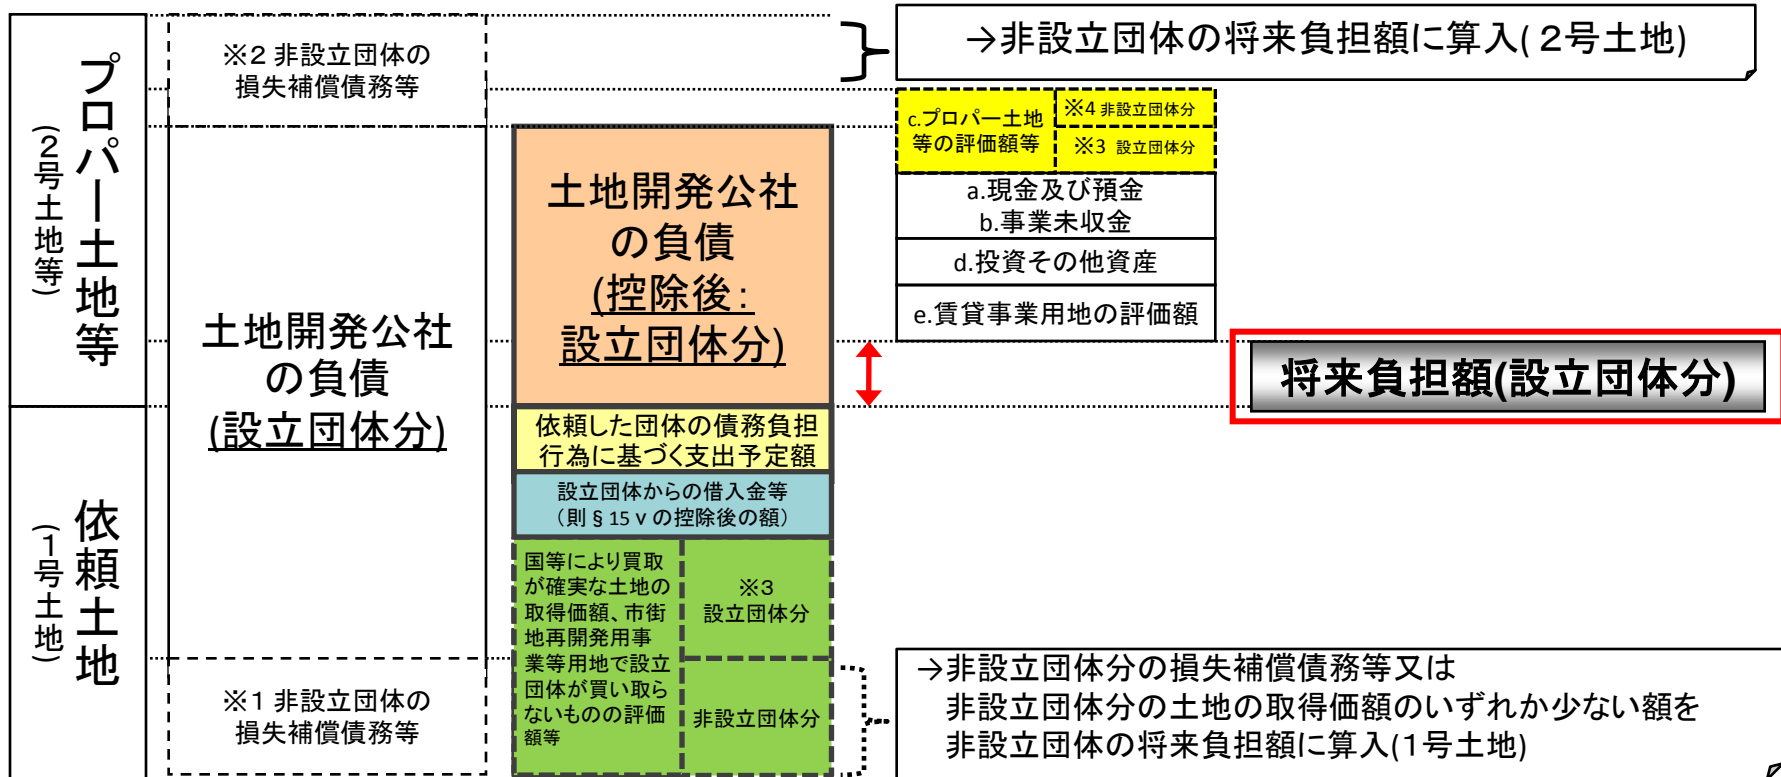 プロパー土地等
(2号土地等)
依頼土地
(1号土地)
※2 非設立団体の
損失補償債務等
土地開発公社
の負債
(設立団体分)
※1 非設立団体の
損失補償債務等
土地開発公社
の負債
(控除後：
設立団体分)
依頼した団体の債務負担
行為に基づく支出予定額
設立団体からの借入金等
（則§15ⅴの控除後の額）
国等により買取
が確実な土地の
取得価額、市街
地再開発用事
業等用地で設立
団体が買い取ら
ないものの評価
額等
※3
設立団体分
非設立団体分
→非設立団体の将来負担額に算入(２号土地)
c.プロパー土地
等の評価額等
※4 非設立団体分
※3 設立団体分
a.現金及び預金
b.事業未収金
d.投資その他資産
e.賃貸事業用地の評価額
将来負担額(設立団体分)
→非設立団体分の損失補償債務等又は
非設立団体分の土地の取得価額のいずれか少ない額を
非設立団体の将来負担額に算入(1号土地)